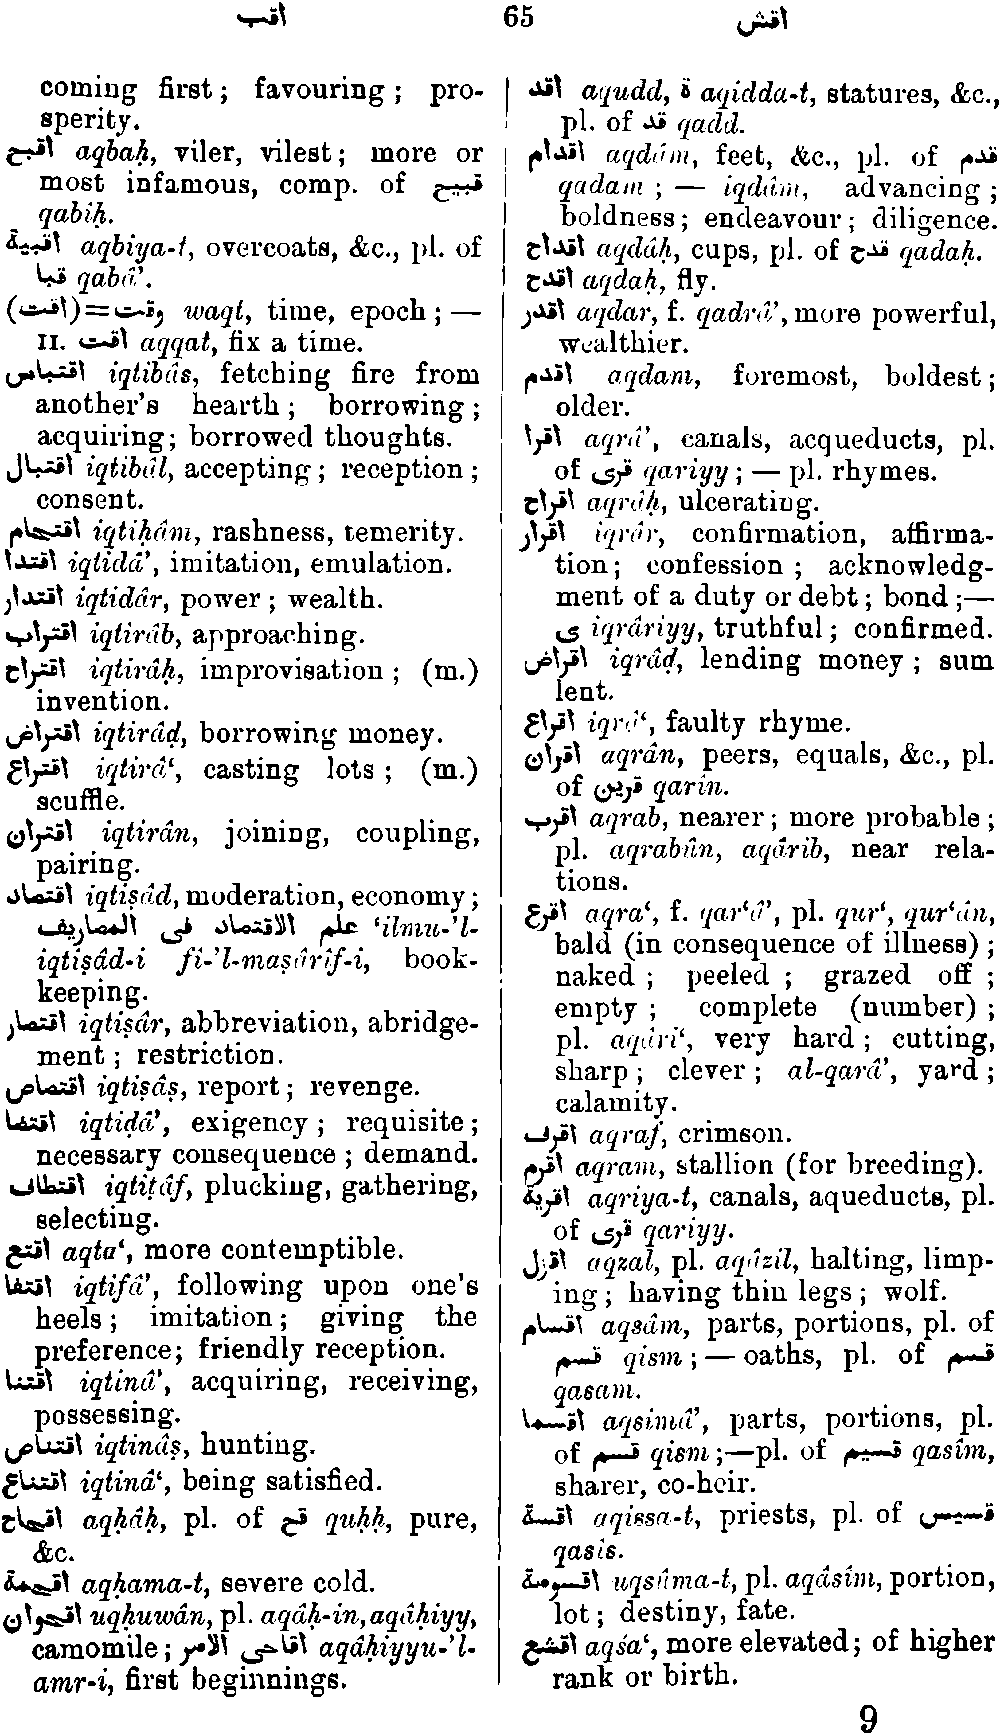 اقب 65 اقش
coming first; favouring; pro-
sperity.
اقبح aqbaḥ, viler, vilest; more or
most infamous, comp. of قبيح
qabîḥ.
اقبية aqbiya-t, overcoats, &c., pl. of
قبا qabâ’.
(اقت)=وقت waqt, time, epoch; —
II. اقت aqqat, fix a time.
اقتباس iqtibâs, fetching fire from
another's hearth; borrowing;
acquiring; borrowed thoughts.
اقتبال iqtibâl, accepting; reception;
consent.
اقتحام iqtiḥâm, rashness, temerity.
اقتدا iqtidâ’, imitation, emulation.
اقتدار iqtidâr, power; wealth.
اقتراب iqtirâb, approaching.
اقتراح iqtirâḥ, improvisation; (m.)
invention.
اقتراض iqtirâḍ, borrowing money.
اقتراع iqtirâ‘, casting lots; (m.)
scuffle.
اقتران iqtirân, joining, coupling,
pairing.
اقتصاد iqtiṣâd, moderation, economy;
علم الاقتصاد فى المصاريف ‘ilmu-’l-
iqtiṣâd-i fî-’l-maṣârîf-i, book-
keeping.
اقتصار iqtiṣâr, abbreviation, abridge-
ment; restriction.
اقتصاص iqtiṣâṣ, report; revenge.
اقتضا iqtiḍâ’, exigency; requisite;
necessary consequence; demand.
اقتطاف iqtiṭâf, plucking, gathering,
selecting.
اقتع aqta‘, more contemptible.
اقتفا iqtifâ’, following upon one's
heels; imitation; giving the
preference; friendly reception.
اقتنا iqtinâ’, acquiring, receiving,
possessing.
اقتناص iqtinâṣ, hunting.
اقتناع iqtinâ‘, being satisfied.
اقحاح aqḥâḥ, pl. of قح quḥḥ, pure,
&c.
اقحمة aqḥama-t, severe cold.
اقحوان uqḥuwân, pl. aqâḥ-in, aqâḥiyy,
camomile; اقاحى الامر aqâḥiyyu-’l-
amr-i, first beginnings.
اقد aqudd, ة aqidda-t, statures, &c.,
pl. of قد qadd.
اقدام aqdâm, feet, &c., pl. of قدم
qadam; — iqdâm, advancing;
boldness; endeavour; diligence.
اقداح aqdâḥ, cups, pl. of قدح qadaḥ.
اقدح aqdaḥ, fly.
اقدر aqdar, f. qadrâ’, more powerful,
wealthier.
اقدم aqdam, foremost, boldest;
older.
اقرا aqrâ’, canals, acqueducts, pl.
of قرى qariyy; — pl. rhymes.
اقراح aqrâḥ, ulcerating.
اقرار iqrâr, confirmation, affirma-
tion; confession; acknowledg-
ment of a duty or debt; bond;—
ى iqrâriyy, truthful; confirmed.
اقراض iqrâḍ, lending money; sum
lent.
اقراع iqrâ‘, faulty rhyme.
اقران aqrân, peers, equals, &c., pl.
of قرين qarîn.
اقرب aqrab, nearer; more probable;
pl. aqrabûn, aqârib, near rela-
tions.
اقرع aqra‘, f. qar‘â’, pl. qur‘, qur‘ân,
bald (in consequence of illness);
naked; peeled; grazed off;
empty; complete (number);
pl. aqâri‘, very hard; cutting,
sharp; clever; al-qarâ’, yard;
calamity.
اقرف aqraf, crimson.
اقرم aqram, stallion (for breeding).
اقرية aqriya-t, canals, aqueducts, pl.
of قرى qariyy.
اقزل aqzal, pl. aqâzil, halting, limp-
ing; having thin legs; wolf.
اقسام aqsâm, parts, portions, pl. of
قسم qism; — oaths, pl. of قسم
qasam.
اقسما aqsimâ’, parts, portions, pl.
of قسم qism;—pl. of قسيم qasîm,
sharer, co-heir.
اقسة aqissa-t, priests, pl. of قسيس
qasîs.
اقسومة uqsûma-t, pl. aqâsîm, portion,
lot; destiny, fate.
اقشع aqśa‘, more elevated; of higher
rank or birth.
9